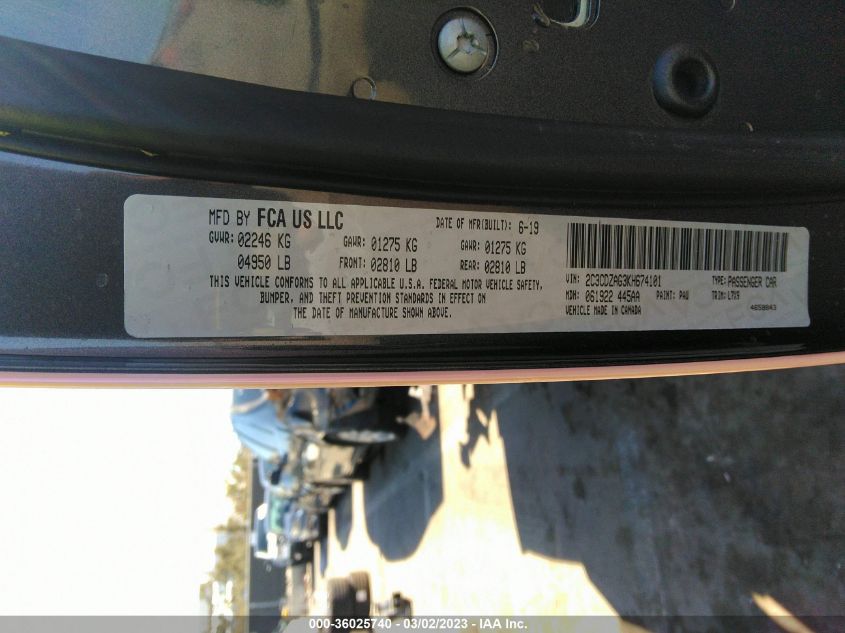 MFD BY FCA US LLC DATE OF MFR(BUILT): 6-19
GVWR: 02246 KG GAWR: 01275 KG GAWR: 01275 KG
04950 LB FRONT: 02810 LB REAR: 02810 LB
THIS VEHICLE CONFORMS TO ALL APPLICABLE U.S.A. FEDERAL MOTOR VEHICLE SAFETY,
BUMPER, AND THEFT PREVENTION STANDARDS IN EFFECT ON
THE DATE OF MANUFACTURE SHOWN ABOVE.
VIN: 2C3CDZAG3KH674101 TYPE: PASSENGER CAR
MDH: 061922 445AA PAINT: PAU TRIM: L7X9
VEHICLE MADE IN CANADA 4658843
000-36025740 - 03/02/2023 - IAA Inc.